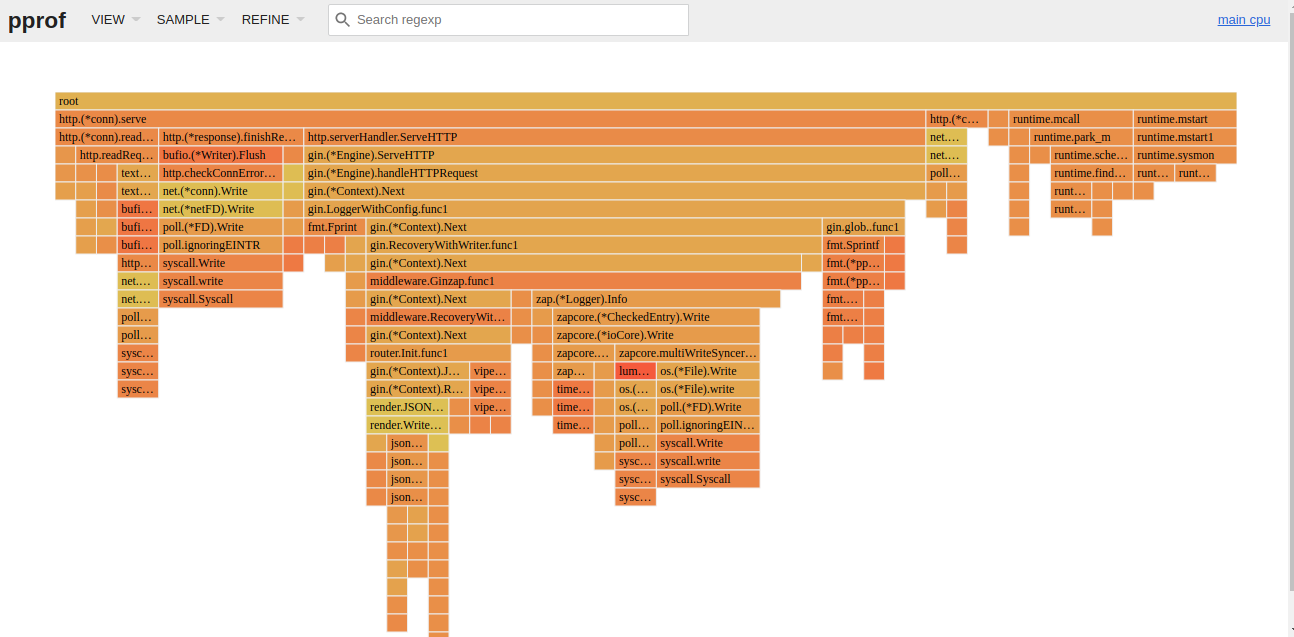 pprof VIEW SAMPLE REFINE Search regexp main cpu
root
http.(*conn).serve http.(*c… runtime.mcall runtime.mstart
http.(*conn).read… http.(*response).finishRe… http.serverHandler.ServeHTTP net.… runtime.park_m runtime.mstart1
http.readReq… bufio.(*Writer).Flush gin.(*Engine).ServeHTTP net.… runtime.sche… runtime.sysmon
text… http.checkConnError… gin.(*Engine).handleHTTPRequest poll… runtime.find… runt… runt…
text… net.(*conn).Write gin.(*Context).Next runt…
bufi… net.(*netFD).Write gin.LoggerWithConfig.func1 runt…
bufi… poll.(*FD).Write fmt.Fprint gin.(*Context).Next gin.glob..func1
bufi… poll.ignoringEINTR gin.RecoveryWithWriter.func1 fmt.Sprintf
http… syscall.Write gin.(*Context).Next fmt.(*pp…
net.… syscall.write middleware.Ginzap.func1 fmt.(*pp…
net.… syscall.Syscall gin.(*Context).Next zap.(*Logger).Info fmt.…
poll… middleware.RecoveryWit… zapcore.(*CheckedEntry).Write fmt.…
poll… gin.(*Context).Next zapcore.(*ioCore).Write
sysc… router.Init.func1 zapcore.… zapcore.multiWriteSyncer…
sysc… gin.(*Context).J… vipe… zap… lum… os.(*File).Write
sysc… gin.(*Context).R… vipe… time… os.(… os.(*File).write
render.JSON… vipe… time… os.(… poll.(*FD).Write
render.Write… time… poll… poll.ignoringEIN…
json… poll… syscall.Write
json… sysc… syscall.write
json… sysc… syscall.Syscall
json… sysc…